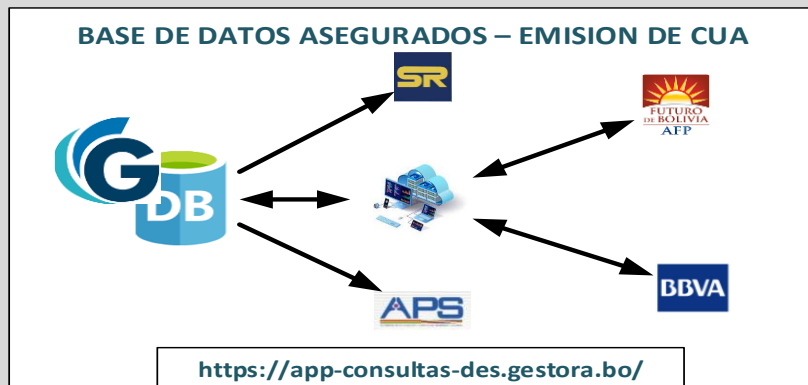 BASE DE DATOS ASEGURADOS – EMISION DE CUA
SR
FUTURO
DE BOLIVIA
AFP
G
DB
BBVA
APS
https://app-consultas-des.gestora.bo/